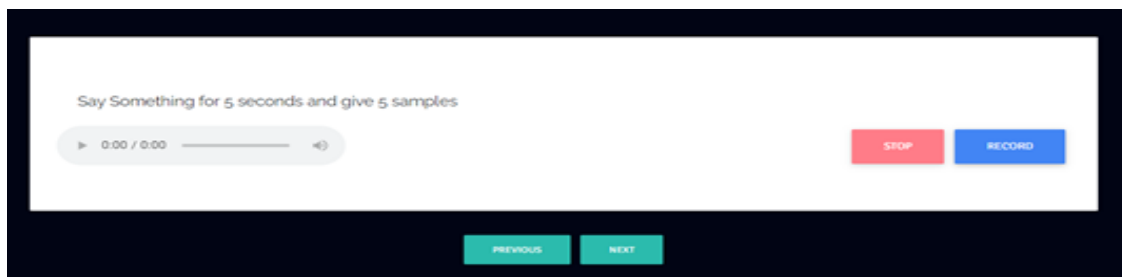 Say Something for 5 seconds and give 5 samples
0:00 / 0:00
STOP RECORD
PREVIOUS NEXT